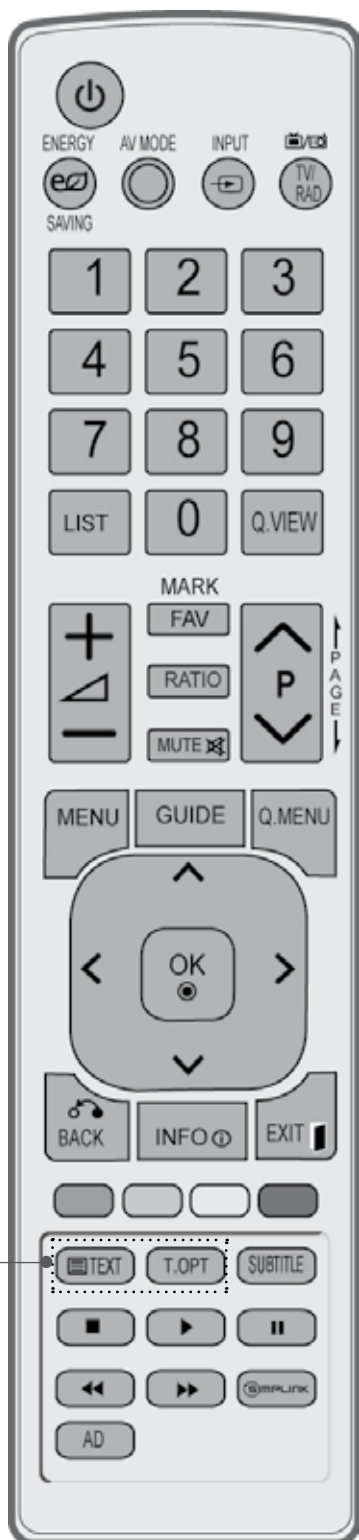 ENERGY AV MODE INPUT
TV/
RAD
SAVING
1 2 3
4 5 6
7 8 9
LIST 0 Q.VIEW
MARK
FAV
RATIO P PAGE
MUTE
MENU GUIDE Q.MENU
OK
BACK INFO EXIT
TEXT T.OPT SUBTITLE
SIMPLINK
AD